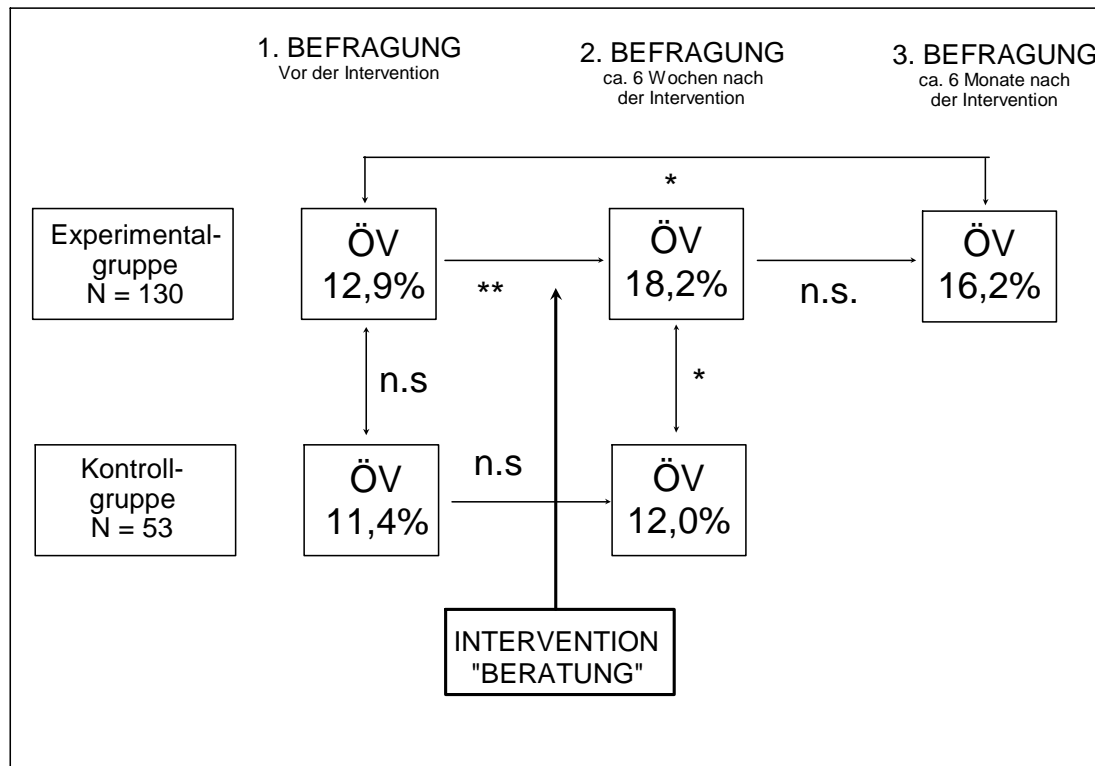 1. BEFRAGUNG
Vor der Intervention
2. BEFRAGUNG
ca. 6 Wochen nach
der Intervention
3. BEFRAGUNG
ca. 6 Monate nach
der Intervention
*
Experimental-
gruppe
N = 130
ÖV
12,9%
**
ÖV
18,2%
n.s.
ÖV
16,2%
n.s
*
Kontroll-
gruppe
N = 53
ÖV
11,4%
n.s
ÖV
12,0%
INTERVENTION
"BERATUNG"